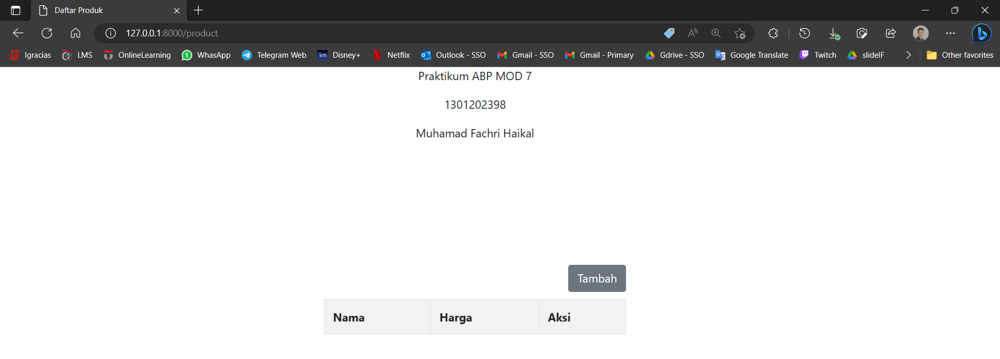 Daftar Produk
127.0.0.1:8000/product
Igracias LMS OnlineLearning WhasApp Telegram Web Disney+ Netflix Outlook - SSO Gmail - SSO Gmail - Primary Gdrive - SSO Google Translate Twitch slideIF Other favorites
Praktikum ABP MOD 7
1301202398
Muhamad Fachri Haikal
Tambah
Nama Harga Aksi